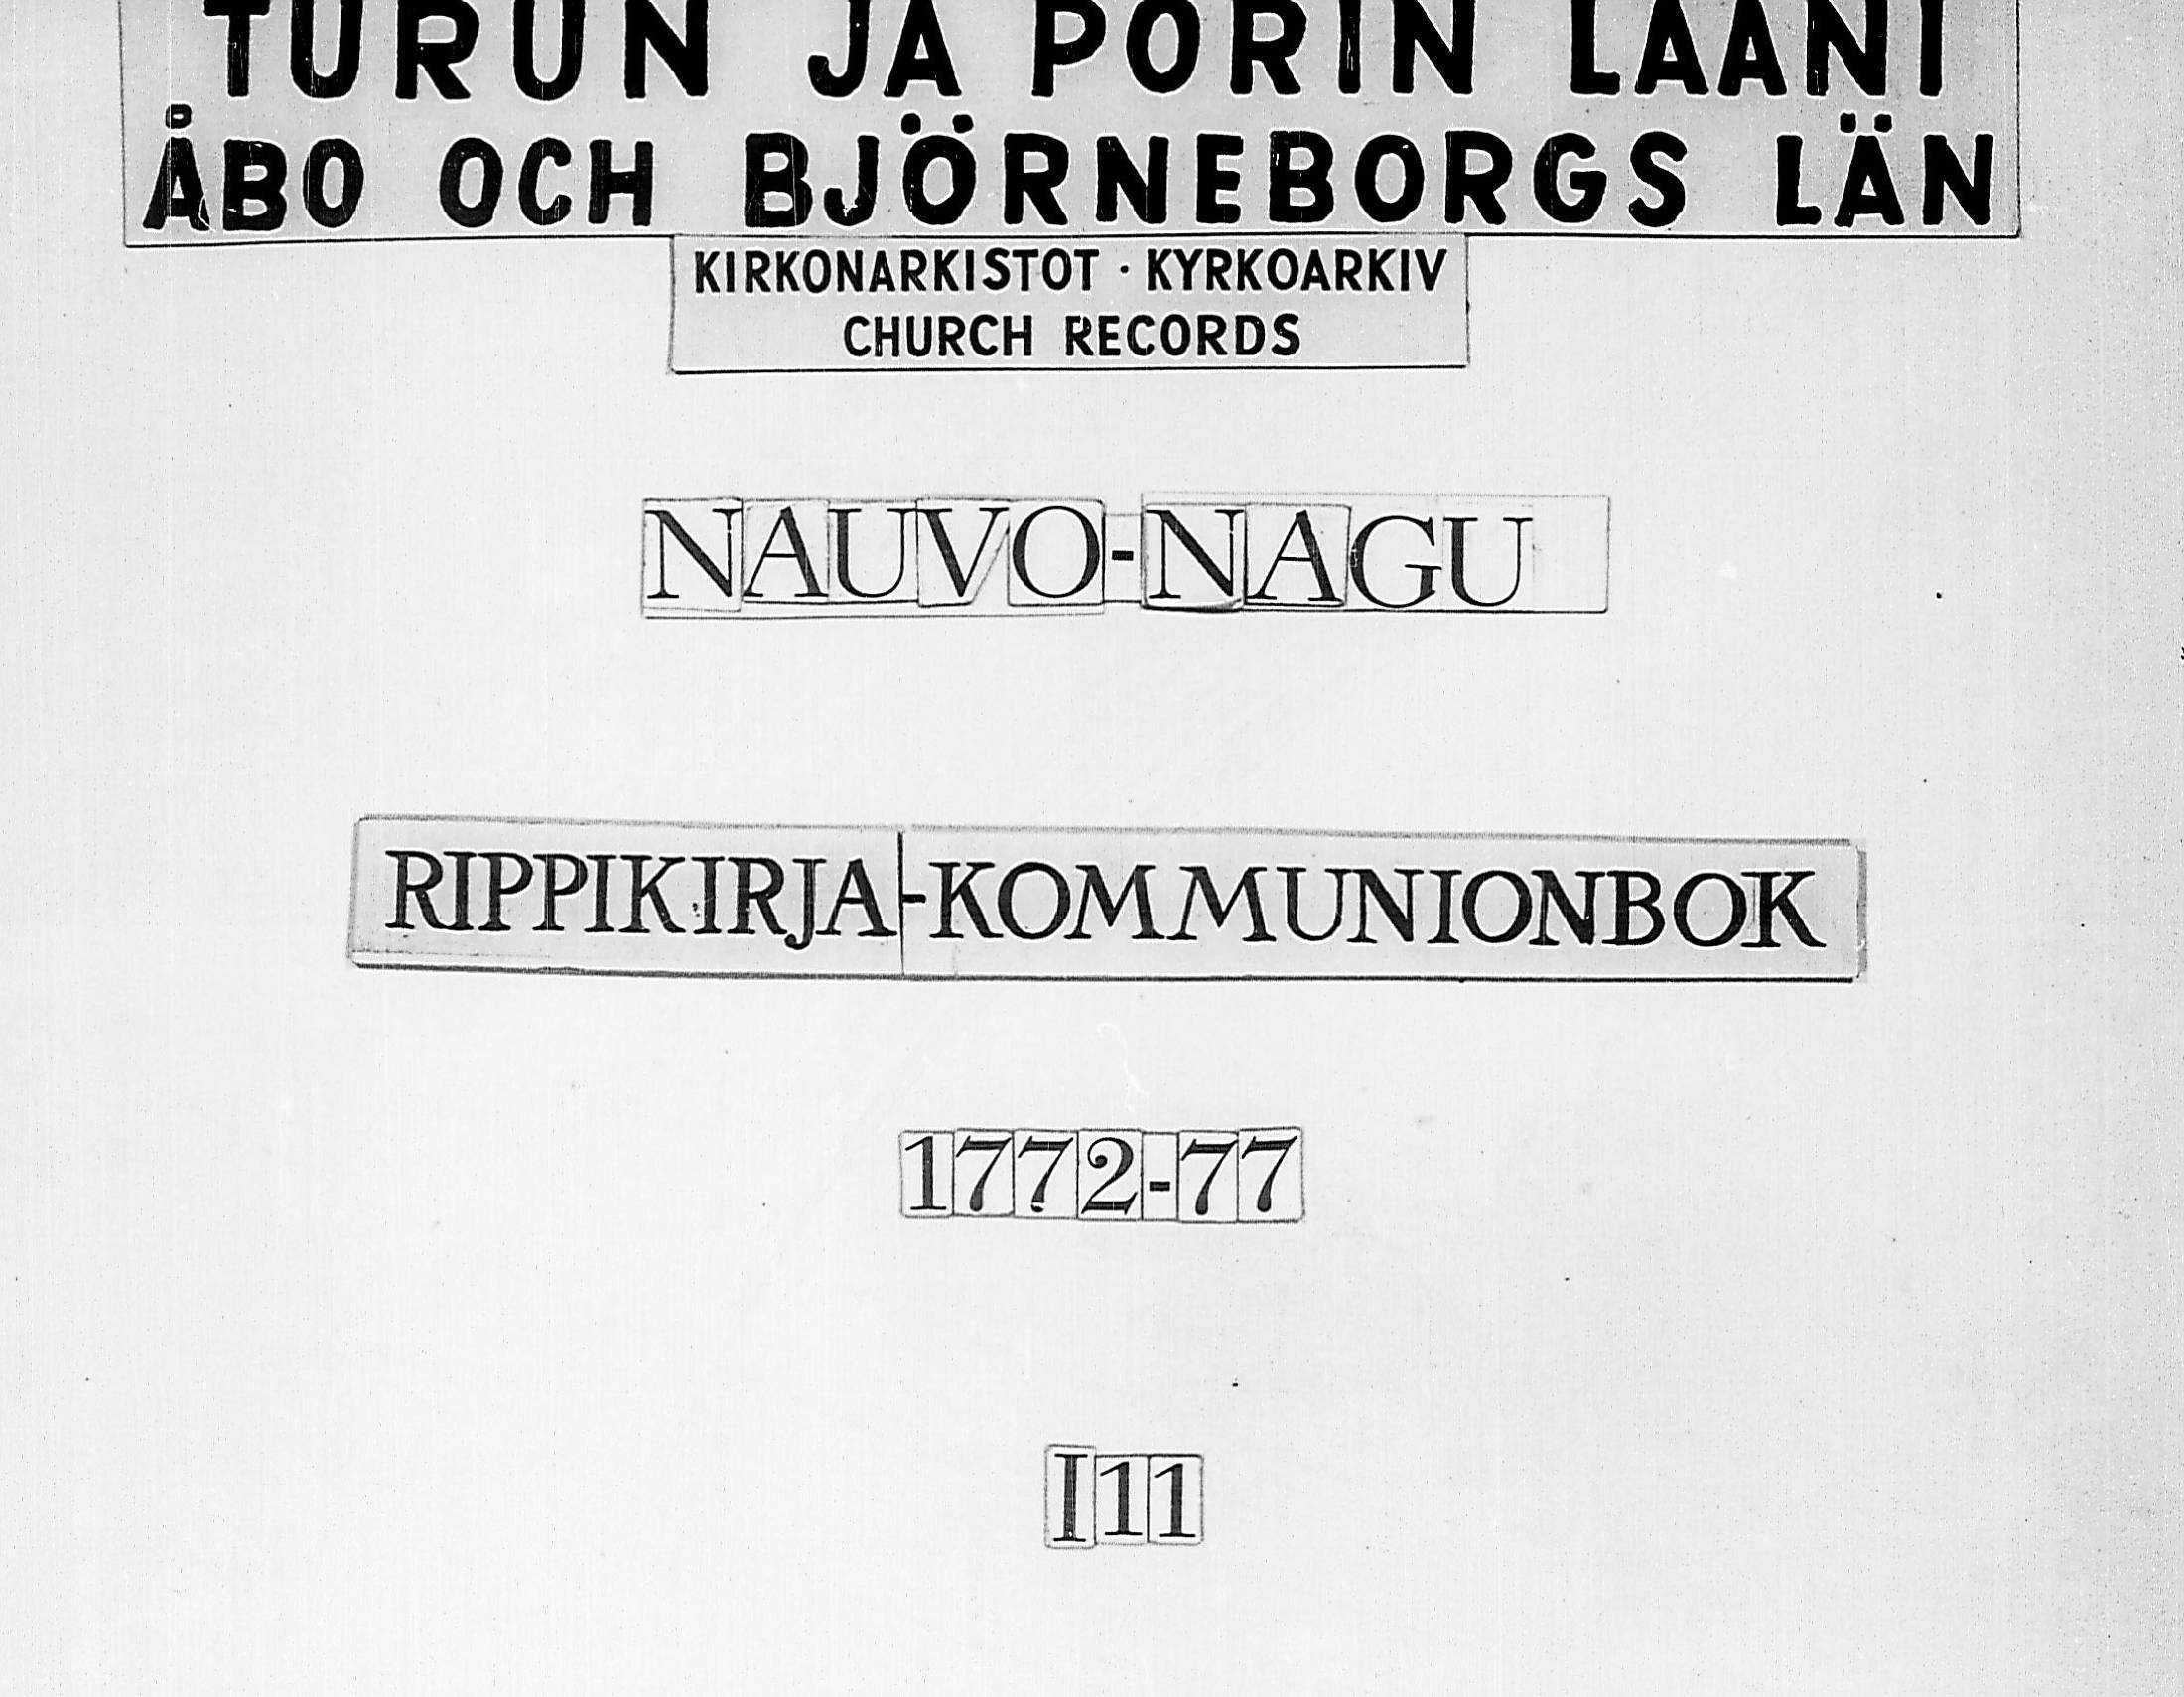 TURUN JA PORIN LÄÄNI
ÅBO OCH BJÖRNEBORGS LÄN
KIRKONARKISTOT · KYRKOARKIV
CHURCH RECORDS
NAUVO-NAGU
RIPPIKIRJA-KOMMUNIONBOK
1772-77
I11